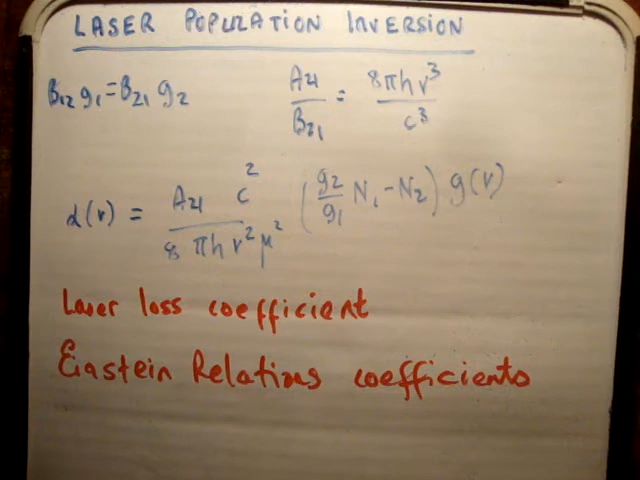 LASER POPULATION INVERSION
B₁₂ g₁ = B₂₁ g₂
A₂₁/B₂₁ = 8πhν³/c³
α(ν) = A₂₁ c²/8πhν²μ² (g₂/g₁ N₁ - N₂) g(ν)
Laser loss coefficient
Eiastein Relations coefficients